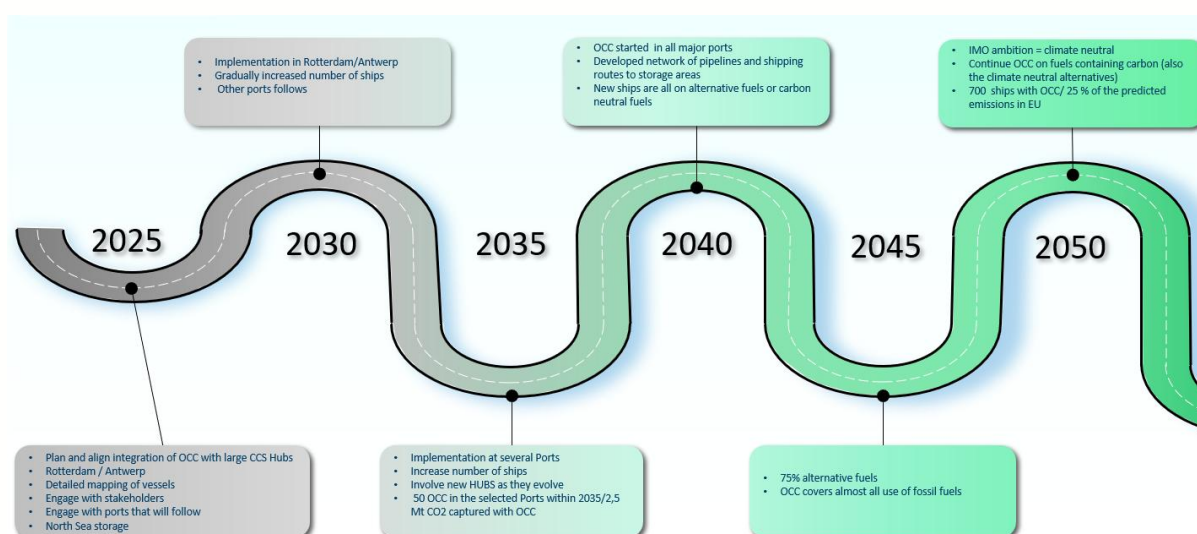 Implementation in Rotterdam/Antwerp
Gradually increased number of ships
Other ports follows
OCC started in all major ports
Developed network of pipelines and shipping
routes to storage areas
New ships are all on alternative fuels or carbon
neutral fuels
IMO ambition = climate neutral
Continue OCC on fuels containing carbon (also
the climate neutral alternatives)
700 ships with OCC/ 25 % of the predicted
emissions in EU
2025
2030
2035
2040
2045
2050
Plan and align integration of OCC with large CCS Hubs
Rotterdam / Antwerp
Detailed mapping of vessels
Engage with stakeholders
Engage with ports that will follow
North Sea storage
Implementation at several Ports
Increase number of ships
Involve new HUBS as they evolve
50 OCC in the selected Ports within 2035/2,5
Mt CO2 captured with OCC
75% alternative fuels
OCC covers almost all use of fossil fuels